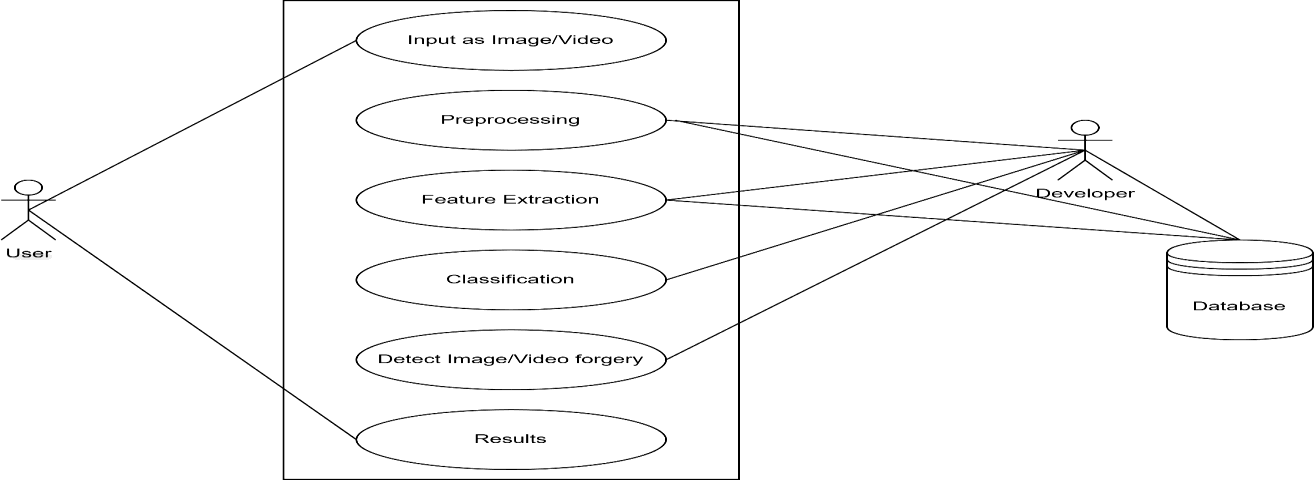 Input as Image/Video
Preprocessing
Feature Extraction
Classification
Detect Image/Video forgery
Results
User
Developer
Database